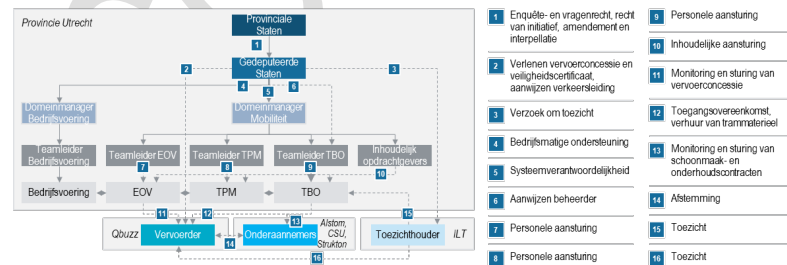 Provincie Utrecht
Provinciale
Staten
1
Gedeputeerde
Staten
2
3
4
5
6
Domeinmanager
Bedrijfsvoering
Domeinmanager
Mobiliteit
Teamleider
Bedrijfsvoering
Teamleider EOV
Teamleider TPM
Teamleider TBO
Inhoudelijk
opdrachtgevers
7
8
9
10
Bedrijfsvoering
EOV
TPM
TBO
11
12
13
15
Qbuzz
Vervoerder
14
Onderaannemers
Alstom,
CSU,
Strukton
Toezichthouder
iLT
16
1 Enquête- en vragenrecht, recht
van initiatief, amendement en
interpellatie
2 Verlenen vervoerconcessie en
veiligheidscertificaat,
aanwijzen verkeersleiding
3 Verzoek om toezicht
4 Bedrijfsmatige ondersteuning
5 Systeemverantwoordelijkheid
6 Aanwijzen beheerder
7 Personele aansturing
8 Personele aansturing
9 Personele aansturing
10 Inhoudelijke aansturing
11 Monitoring en sturing van
vervoerconcessie
12 Toegangsovereenkomst,
verhuur van trammaterieel
13 Monitoring en sturing van
schoonmaak- en
onderhoudscontracten
14 Afstemming
15 Toezicht
16 Toezicht